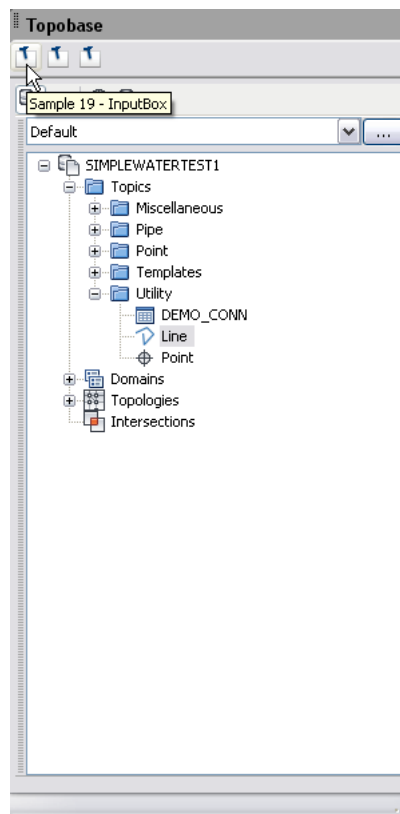 Topobase
Sample 19 - InputBox
Default
...
SIMPLEWATERTEST1
Topics
Miscellaneous
Pipe
Point
Templates
Utility
DEMO_CONN
Line
Point
Domains
Topologies
Intersections